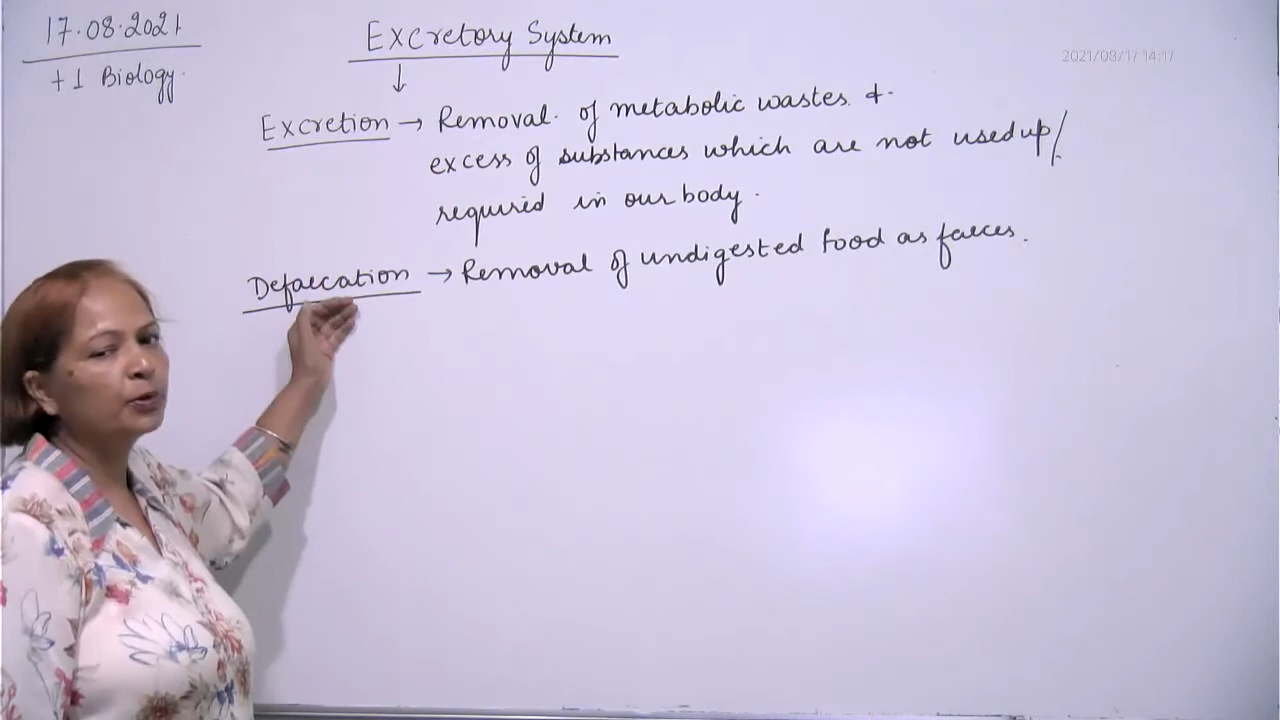 17.08.2021
+1 Biology.
Excretory System
2021/08/17 14:17
↓
Excretion → Removal. of metabolic wastes. &.
excess of substances which are not used up/
required in our body.
Defaecation → Removal of undigested food as faeces.